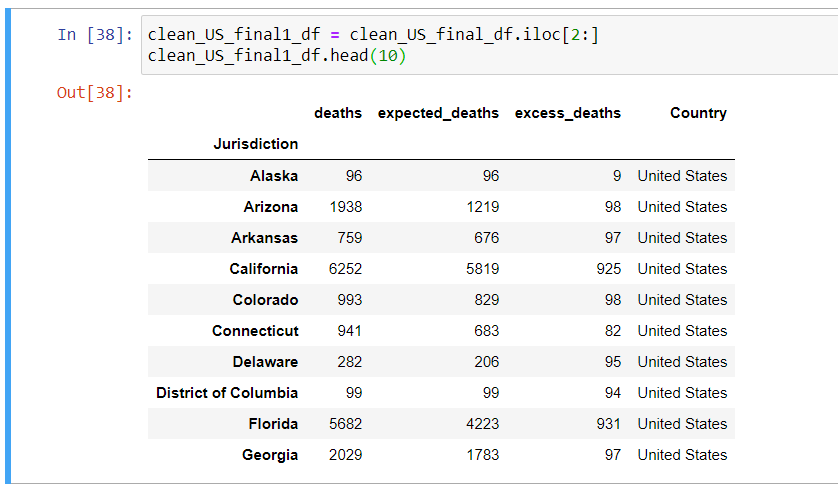 In [38]: clean_US_final1_df = clean_US_final_df.iloc[2:]
clean_US_final1_df.head(10)
Out[38]:
deaths expected_deaths excess_deaths Country
Jurisdiction
Alaska 96 96 9 United States
Arizona 1938 1219 98 United States
Arkansas 759 676 97 United States
California 6252 5819 925 United States
Colorado 993 829 98 United States
Connecticut 941 683 82 United States
Delaware 282 206 95 United States
District of Columbia 99 99 94 United States
Florida 5682 4223 931 United States
Georgia 2029 1783 97 United States